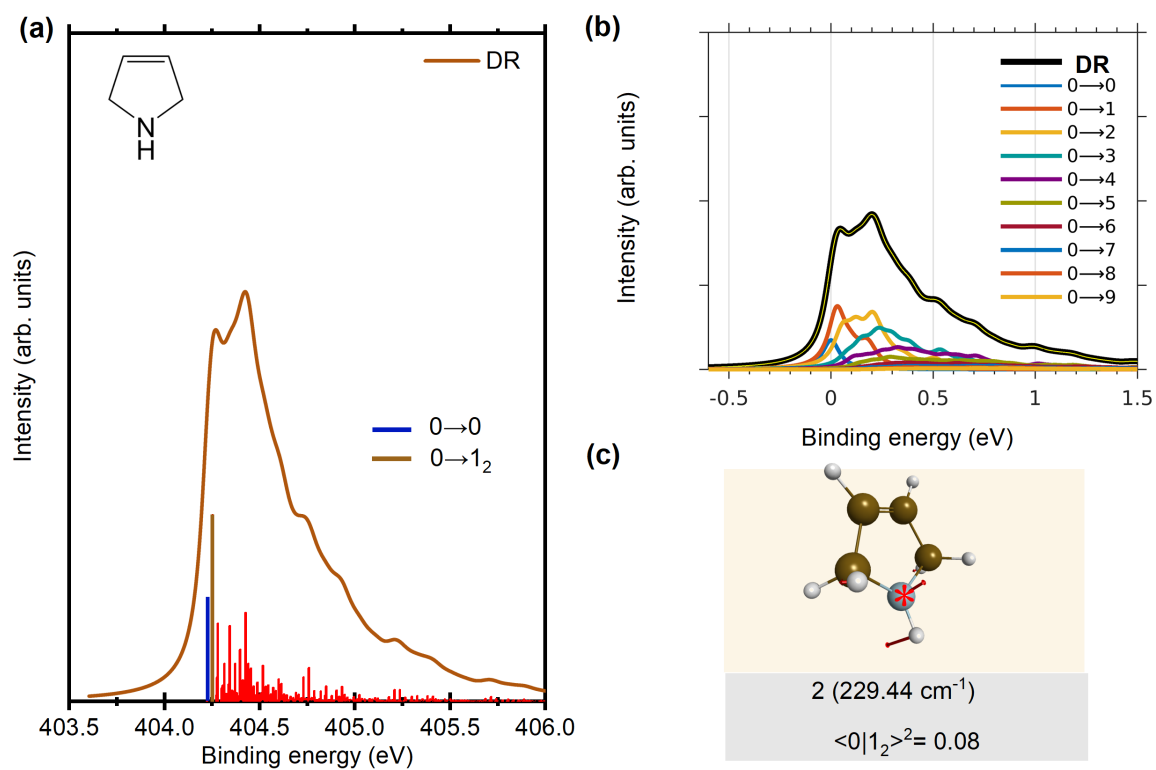 (a)
DR
N
H
Intensity (arb. units)
0→0
0→1₂
403.5 404.0 404.5 405.0 405.5 406.0
Binding energy (eV)
(b)
DR
0→0
0→1
0→2
0→3
0→4
0→5
0→6
0→7
0→8
0→9
Intensity (arb. units)
-0.5 0 0.5 1 1.5
Binding energy (eV)
(c)
*
2 (229.44 cm⁻¹)
<0|1₂>²= 0.08